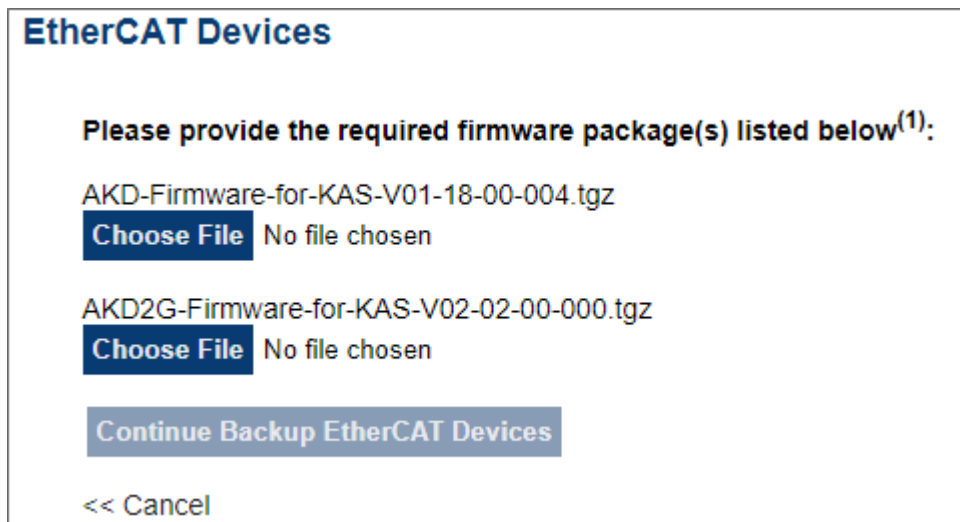 EtherCAT Devices
Please provide the required firmware package(s) listed below(1):
AKD-Firmware-for-KAS-V01-18-00-004.tgz
Choose File No file chosen
AKD2G-Firmware-for-KAS-V02-02-00-000.tgz
Choose File No file chosen
Continue Backup EtherCAT Devices
<< Cancel